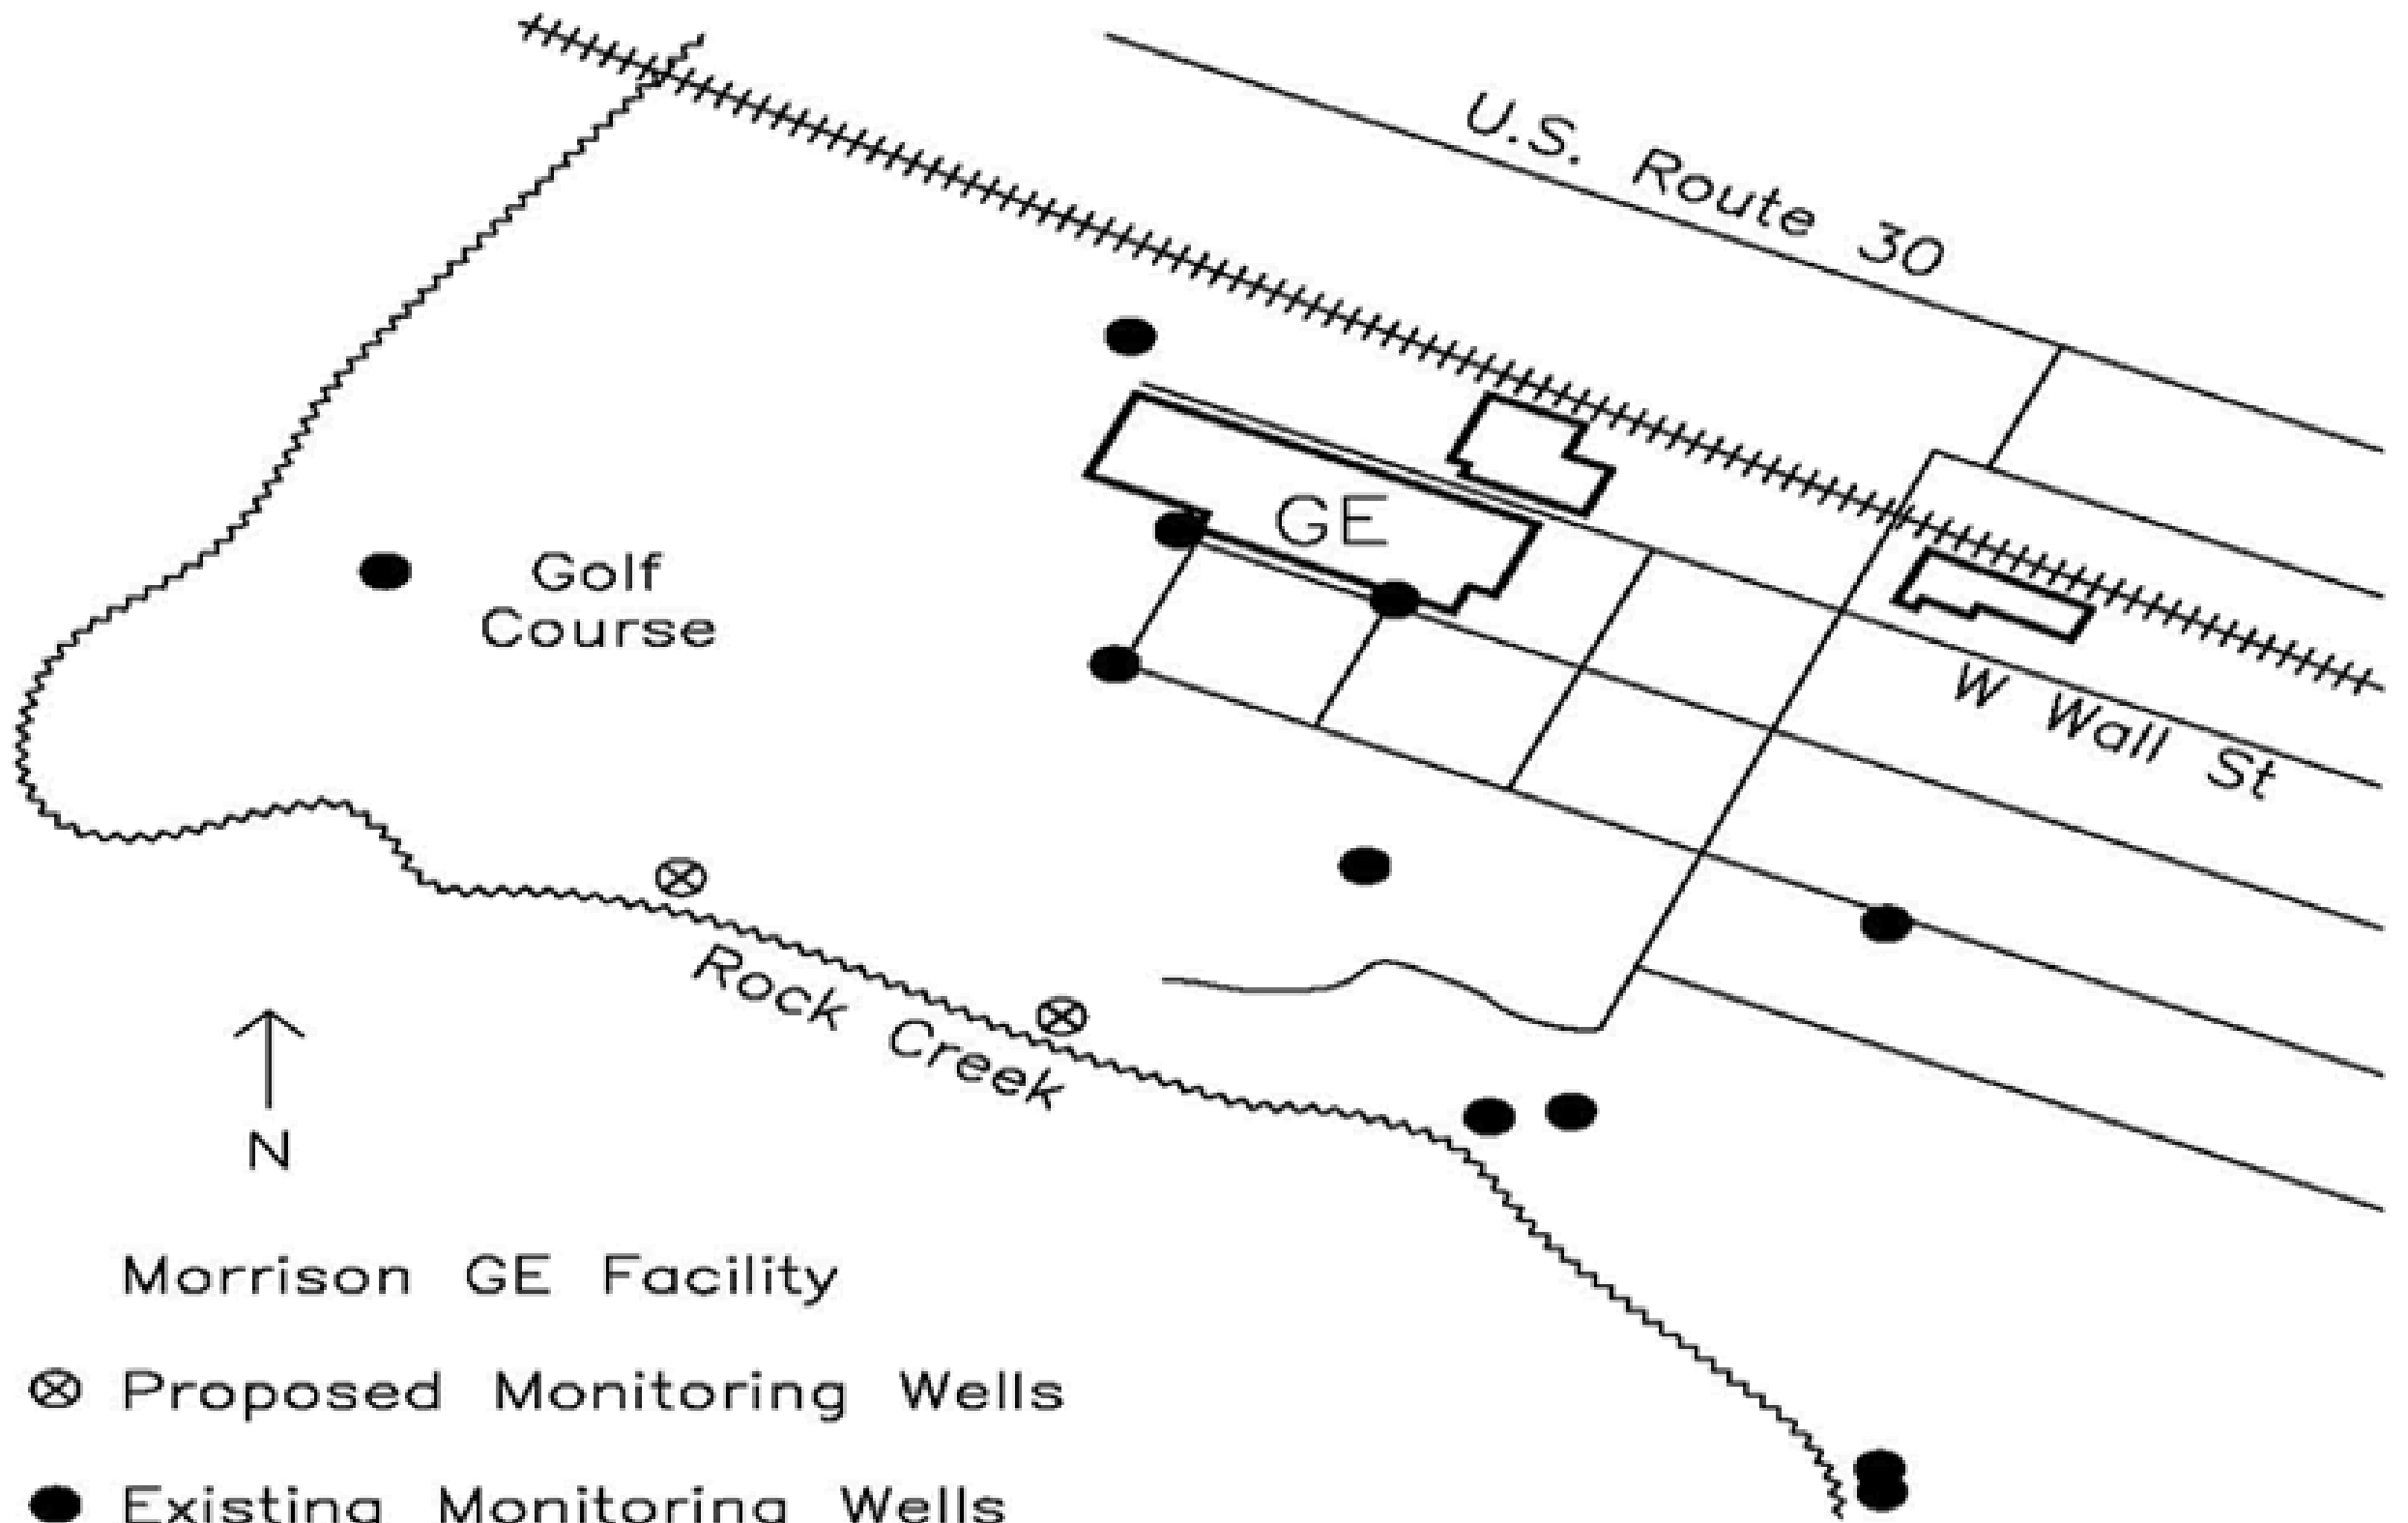 U.S. Route 30
GE
Golf
Course
W Wall St
Rock Creek
N
Morrison GE Facility
Proposed Monitoring Wells
Existing Monitoring Wells